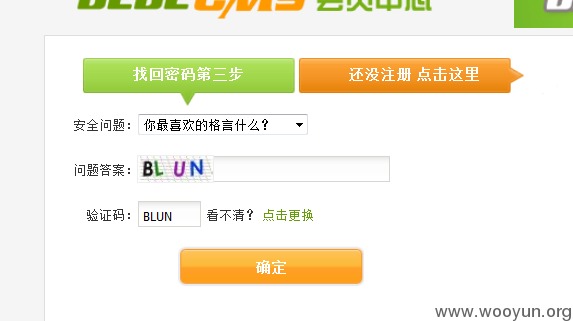 找回密码第三步
还没注册 点击这里
安全问题： 你最喜欢的格言什么？
问题答案： BLUN
验证码： BLUN 看不清？ 点击更换
确定
www.wooyun.org